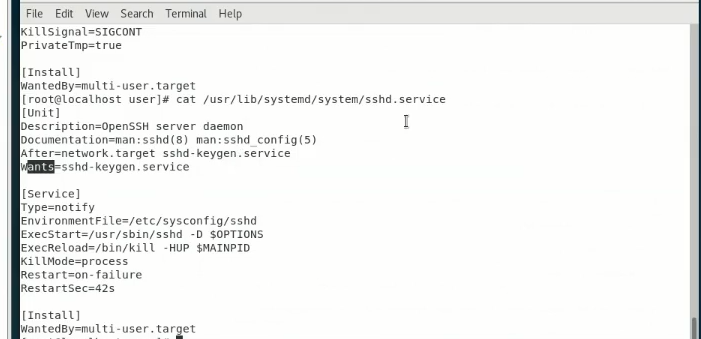 File Edit View Search Terminal Help
KillSignal=SIGCONT
PrivateTmp=true
[Install]
WantedBy=multi-user.target
[root@localhost user]# cat /usr/lib/systemd/system/sshd.service
[Unit]
Description=OpenSSH server daemon
Documentation=man:sshd(8) man:sshd_config(5)
After=network.target sshd-keygen.service
Wants=sshd-keygen.service
[Service]
Type=notify
EnvironmentFile=/etc/sysconfig/sshd
ExecStart=/usr/sbin/sshd -D $OPTIONS
ExecReload=/bin/kill -HUP $MAINPID
KillMode=process
Restart=on-failure
RestartSec=42s
[Install]
WantedBy=multi-user.target